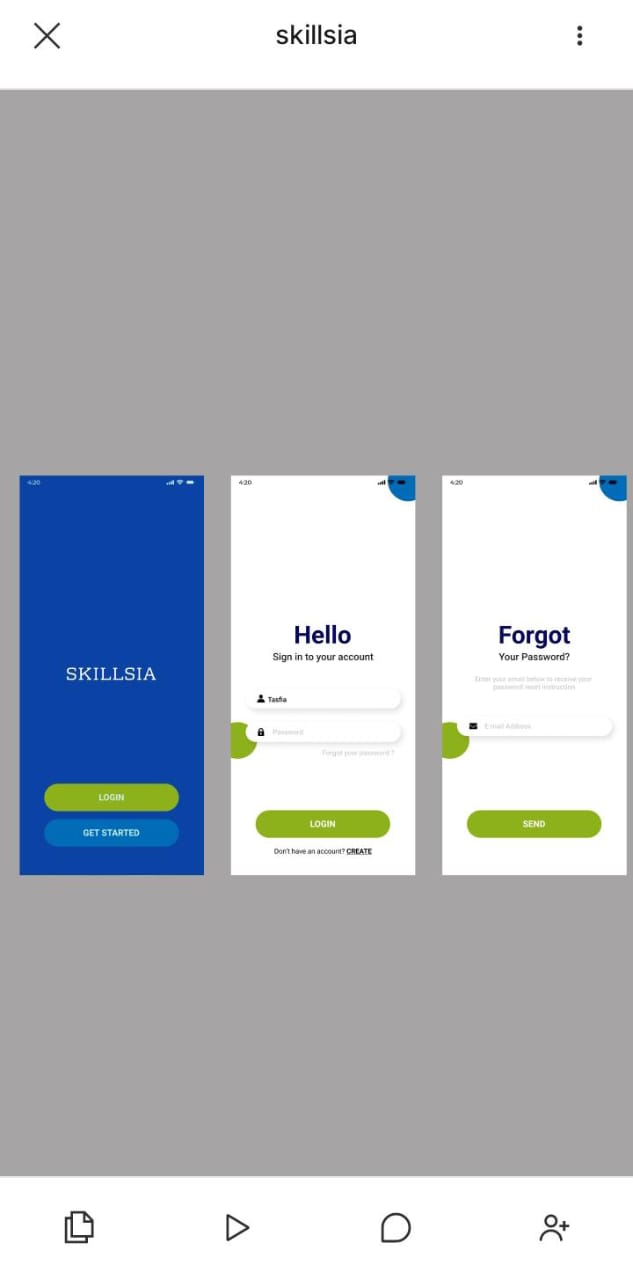 skillsia
4:20
SKILLSIA
LOGIN
GET STARTED
4:20
Hello
Sign in to your account
Tasfia
Password
Forgot your password ?
LOGIN
Don't have an account? CREATE
4:20
Forgot
Your Password?
Enter your email below to receive your
password reset instruction
E-mail Address
SEND